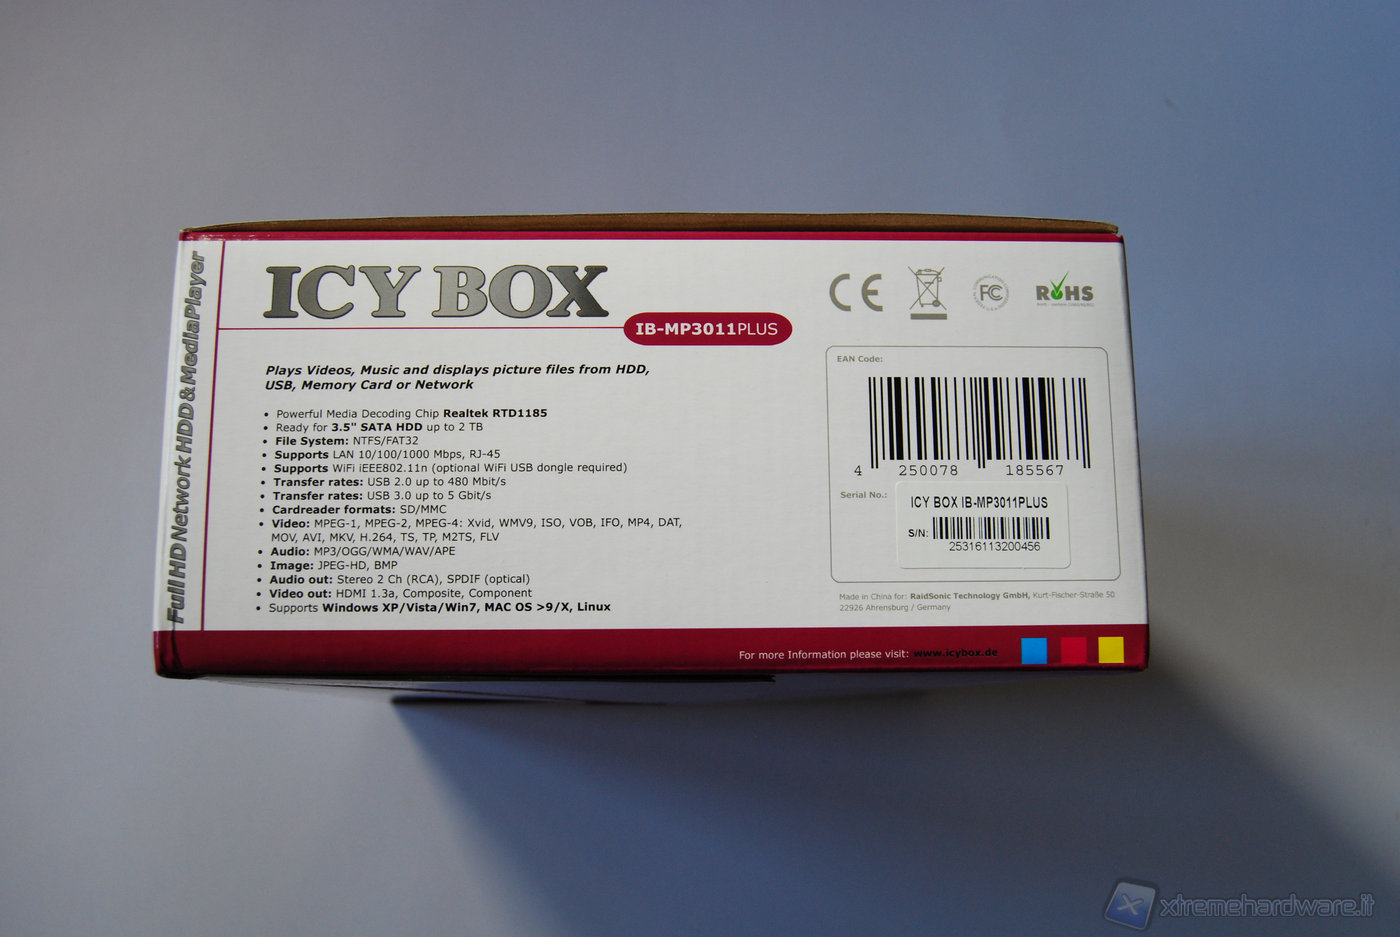 Full HD Network HDD & MediaPlayer
ICY BOX
IB-MP3011PLUS
Plays Videos, Music and displays picture files from HDD,
USB, Memory Card or Network
• Powerful Media Decoding Chip Realtek RTD1185
• Ready for 3.5" SATA HDD up to 2 TB
• File System: NTFS/FAT32
• Supports LAN 10/100/1000 Mbps, RJ-45
• Supports WiFi iEEE802.11n (optional WiFi USB dongle required)
• Transfer rates: USB 2.0 up to 480 Mbit/s
• Transfer rates: USB 3.0 up to 5 Gbit/s
• Cardreader formats: SD/MMC
• Video: MPEG-1, MPEG-2, MPEG-4: Xvid, WMV9, ISO, VOB, IFO, MP4, DAT,
MOV, AVI, MKV, H.264, TS, TP, M2TS, FLV
• Audio: MP3/OGG/WMA/WAV/APE
• Image: JPEG-HD, BMP
• Audio out: Stereo 2 Ch (RCA), SPDIF (optical)
• Video out: HDMI 1.3a, Composite, Component
• Supports Windows XP/Vista/Win7, MAC OS >9/X, Linux
CE
FC
ROHS
EAN Code:
4 250078 185567
Serial No.:
ICY BOX IB-MP3011PLUS
S/N:
25316113200456
Made in China for: RaidSonic Technology GmbH, Kurt-Fischer-Straße 50
22926 Ahrensburg / Germany
For more Information please visit: www.icybox.de
xtremehardware.it